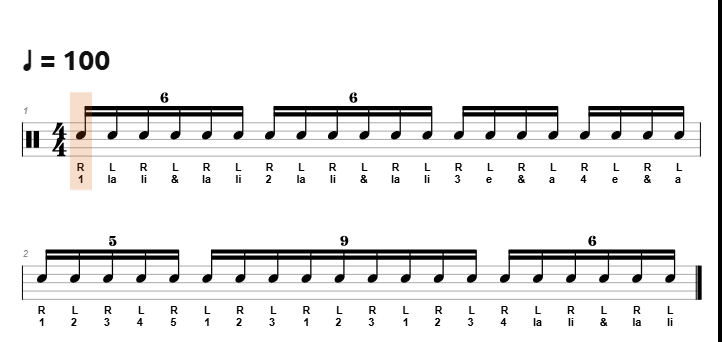 ♩ = 100
6 6
1
4/4
R L R L R L R L R L R L R L R L R L R L
1 la li & la li 2 la li & la li 3 e & a 4 e & a
5 9 6
2
R L R L R L R L R L R L R L R L R L R L
1 2 3 4 5 1 2 3 1 2 3 1 2 3 4 la li & la li